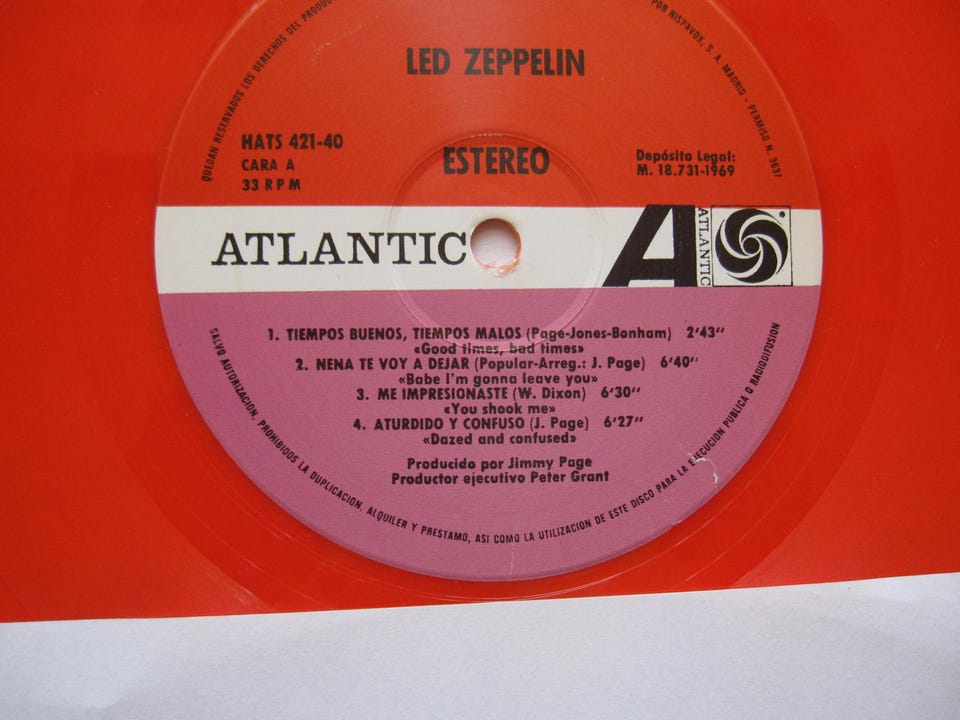 QUEDAN RESERVADOS LOS DERECHOS DEL
POR HISPAVOX, S. A. MADRID - PERMISO N. 3637
LED ZEPPELIN
HATS 421-40
CARA A
33 RPM
ESTEREO
Depósito Legal:
M. 18.731-1969
ATLANTIC
A
ATLANTIC
1. TIEMPOS BUENOS, TIEMPOS MALOS (Page-Jones-Bonham) 2'43''
«Good times, bad times»
2. NENA TE VOY A DEJAR (Popular-Arreg.: J. Page) 6'40''
«Babe I'm gonna leave you»
3. ME IMPRESIONASTE (W. Dixon) 6'30''
«You shook me»
4. ATURDIDO Y CONFUSO (J. Page) 6'27''
«Dazed and confused»
Producido por Jimmy Page
Productor ejecutivo Peter Grant
SALVO AUTORIZACION, PROHIBIDOS LA DUPLICACION, ALQUILER Y PRESTAMO, ASI COMO LA UTILIZACION DE ESTE DISCO PARA LA EJECUCION PUBLICA O RADIODIFUSION